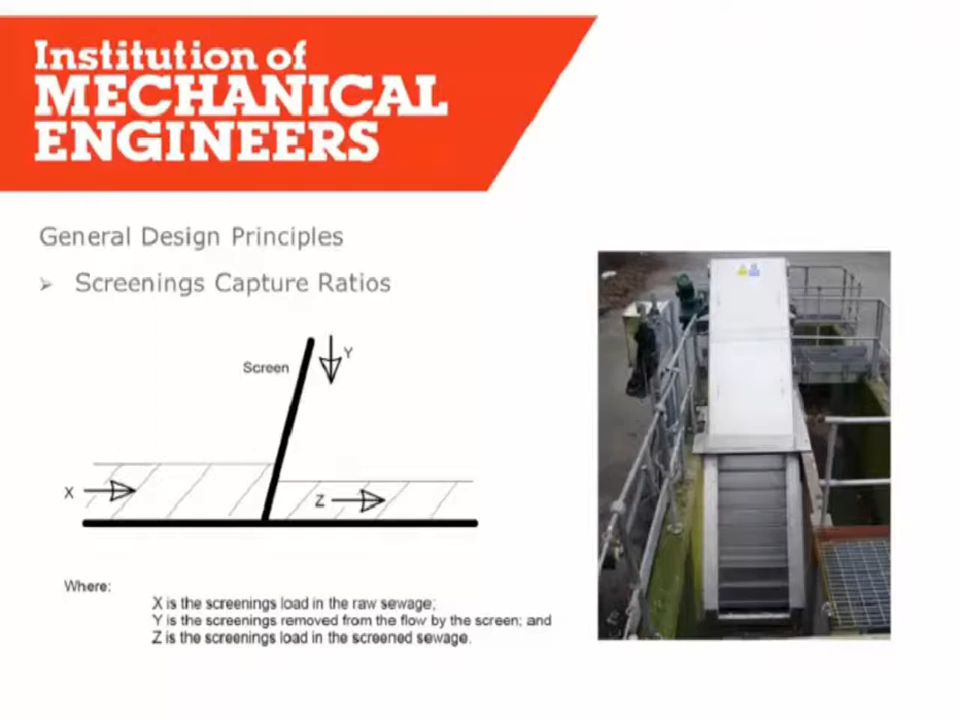 Institution of
MECHANICAL
ENGINEERS
General Design Principles
➢ Screenings Capture Ratios
Screen
Y
X
Z
Where:
X is the screenings load in the raw sewage;
Y is the screenings removed from the flow by the screen; and
Z is the screenings load in the screened sewage.